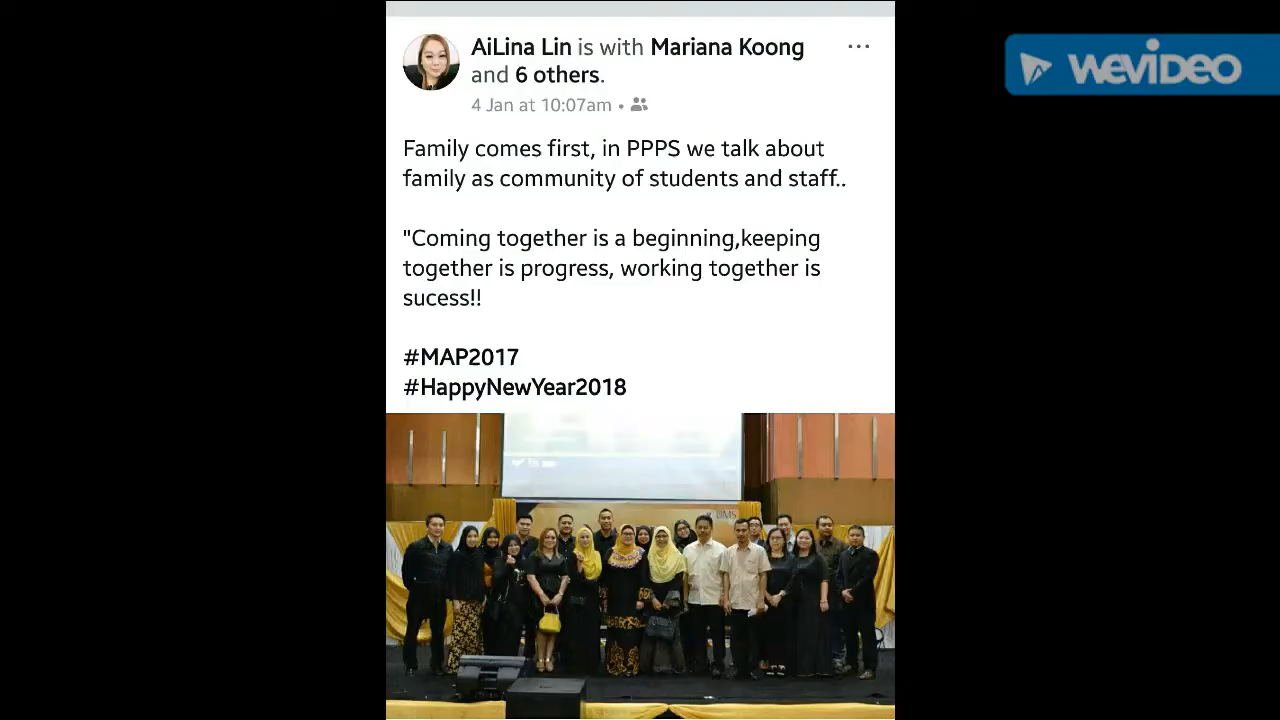 AiLina Lin is with Mariana Koong
and 6 others.
4 Jan at 10:07am •
WEVIDEO
Family comes first, in PPPS we talk about
family as community of students and staff..
"Coming together is a beginning,keeping
together is progress, working together is
sucess!!
#MAP2017
#HappyNewYear2018
UMS